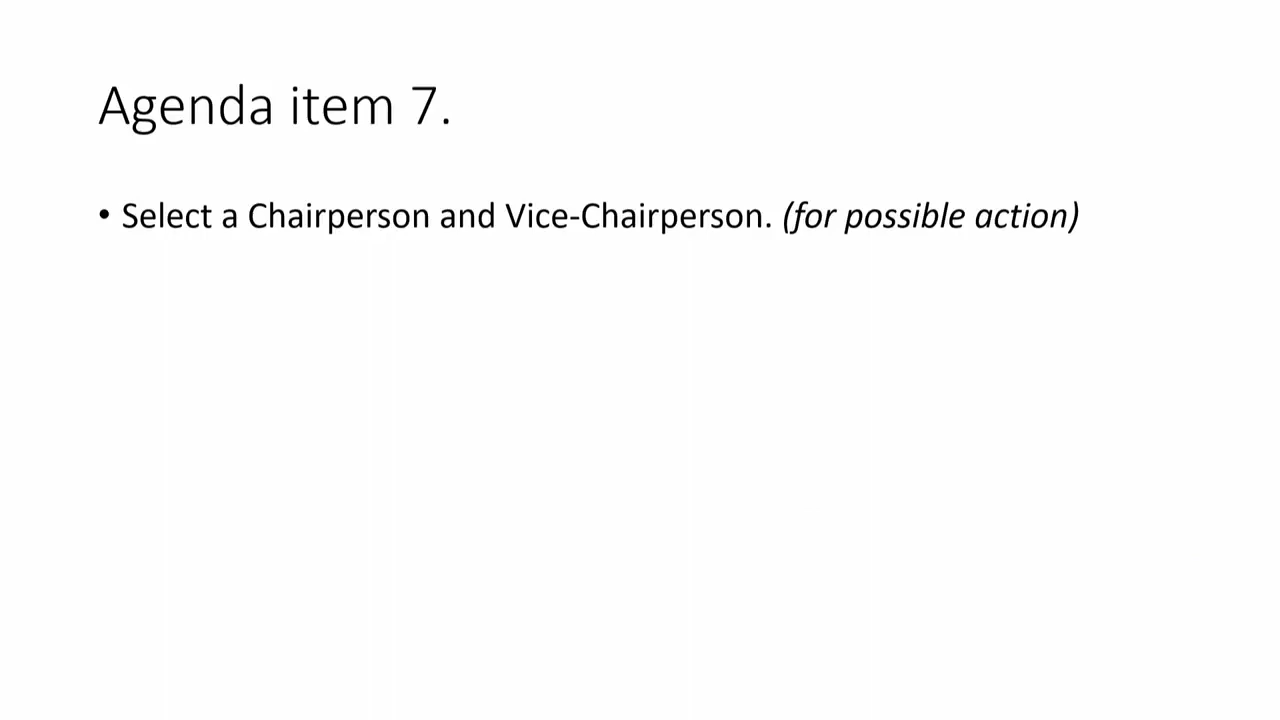 Agenda item 7.
• Select a Chairperson and Vice-Chairperson. (for possible action)